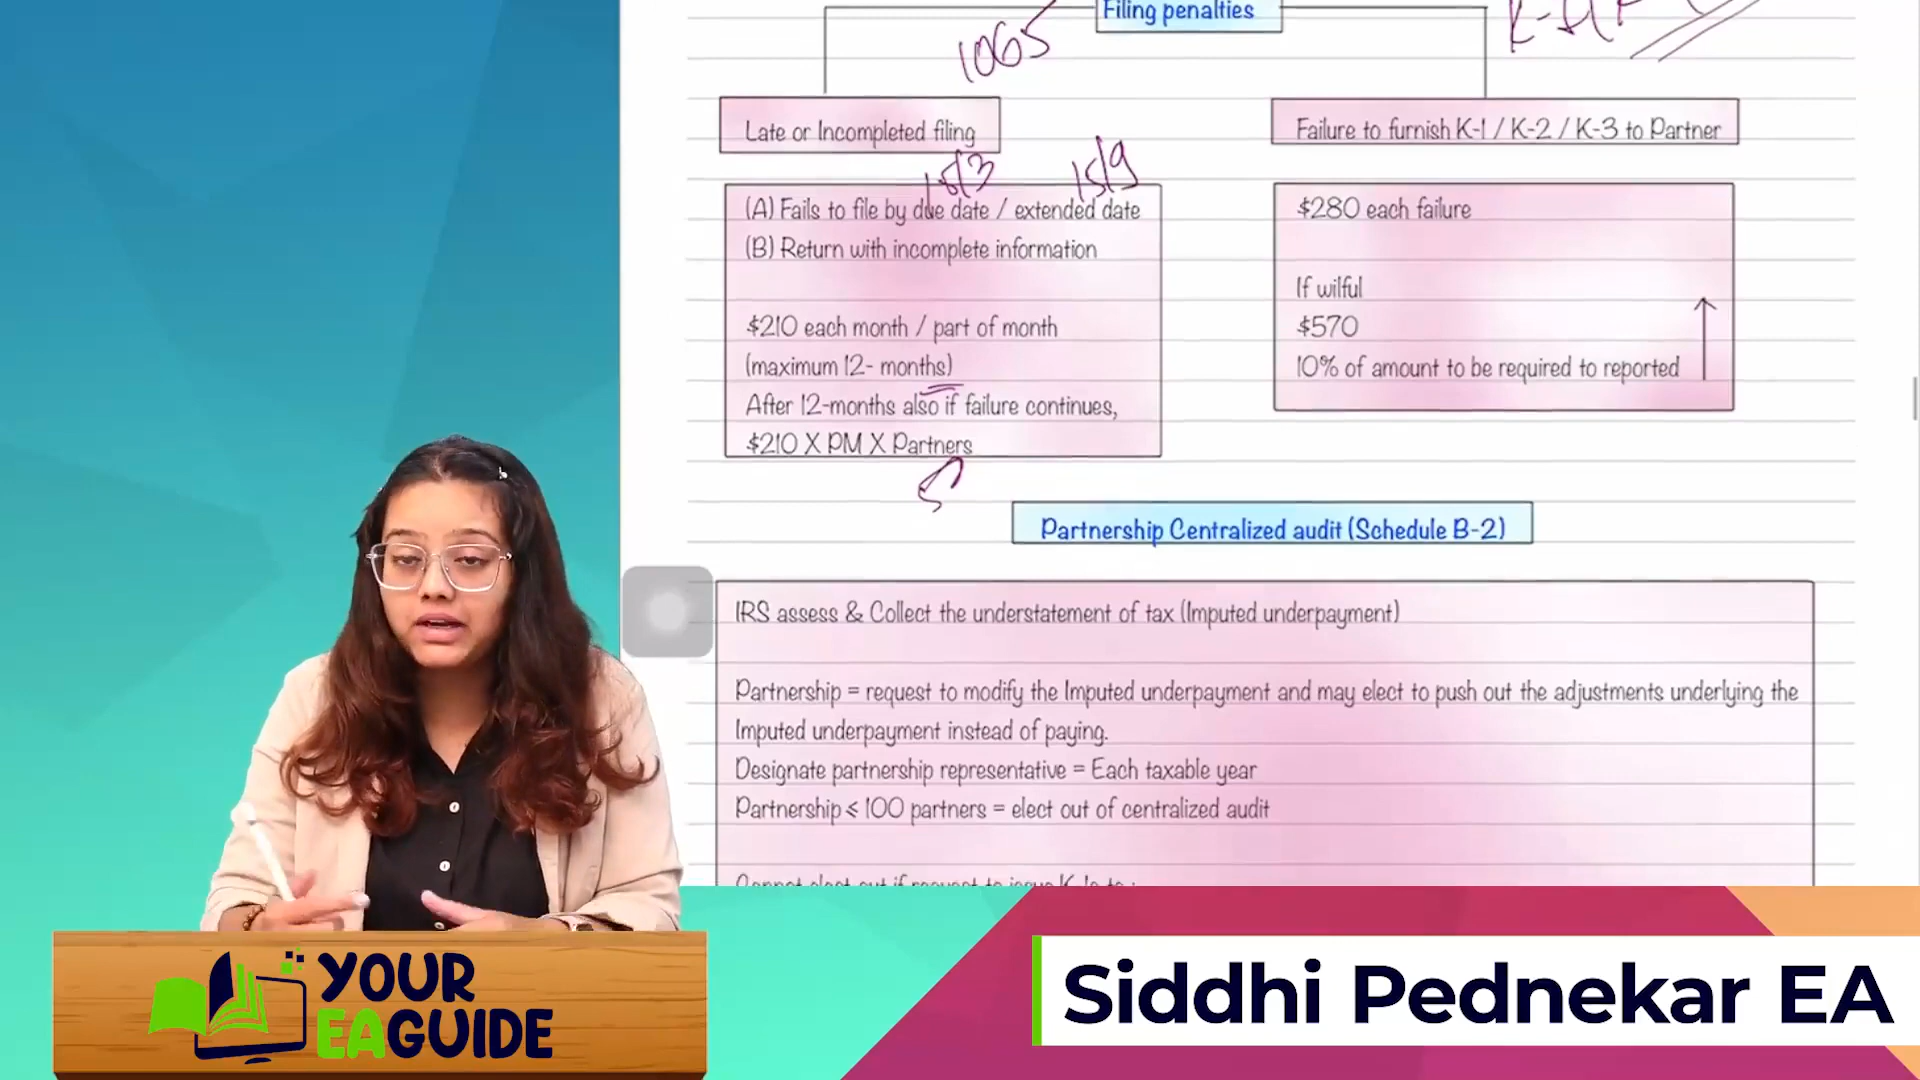 Filing penalties
1065
Late or Incompleted filing
Failure to furnish K-1 / K-2 / K-3 to Partner
15/3
15/9
(A) Fails to file by due date / extended date
(B) Return with incomplete information
$210 each month / part of month
(maximum 12- months)
After 12-months also if failure continues,
$210 X PM X Partners
$280 each failure
If wilful
$570
10% of amount to be required to reported
Partnership Centralized audit (Schedule B-2)
IRS assess & Collect the understatement of tax (Imputed underpayment)
Partnership = request to modify the Imputed underpayment and may elect to push out the adjustments underlying the
Imputed underpayment instead of paying.
Designate partnership representative = Each taxable year
Partnership ⩽ 100 partners = elect out of centralized audit
YOUR
EAGUIDE
Siddhi Pednekar EA